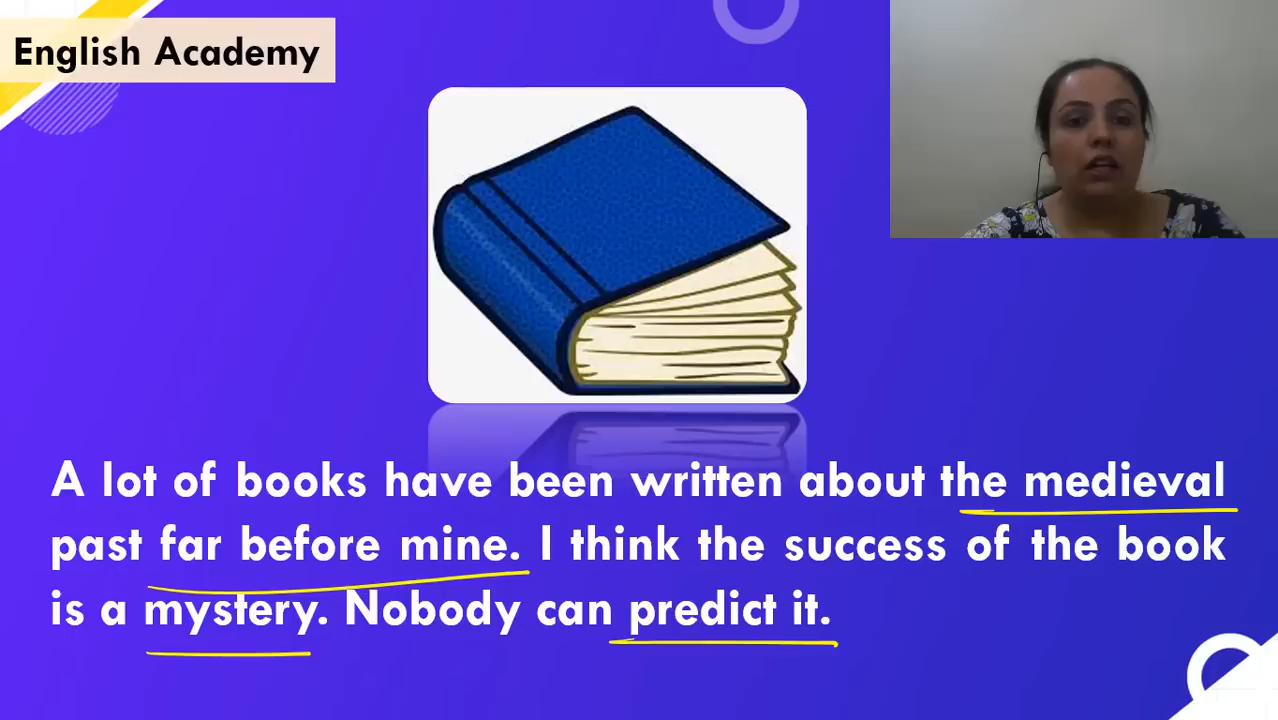 English Academy
A lot of books have been written about the medieval
past far before mine. I think the success of the book
is a mystery. Nobody can predict it.